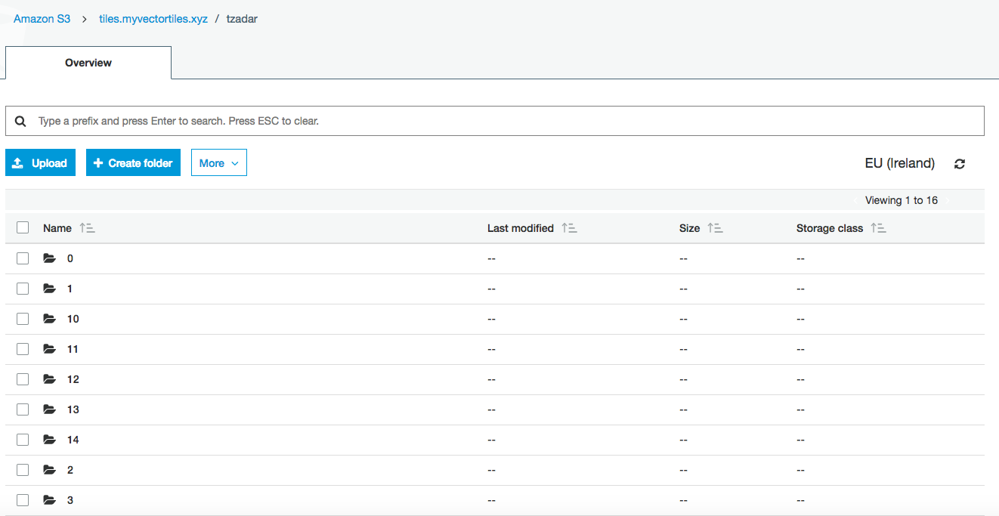 Amazon S3 > tiles.myvectortiles.xyz / tzadar
Overview
Type a prefix and press Enter to search. Press ESC to clear.
Upload + Create folder More EU (Ireland)
Viewing 1 to 16
Name Last modified Size Storage class
0 -- -- --
1 -- -- --
10 -- -- --
11 -- -- --
12 -- -- --
13 -- -- --
14 -- -- --
2 -- -- --
3 -- -- --